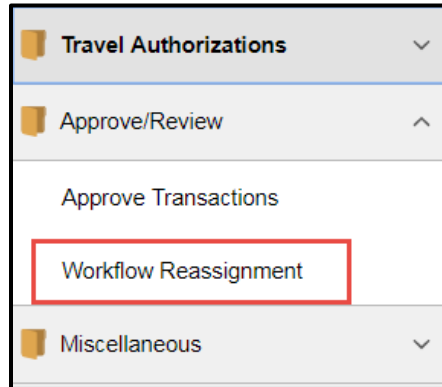 Travel Authorizations
Approve/Review
Approve Transactions
Workflow Reassignment
Miscellaneous